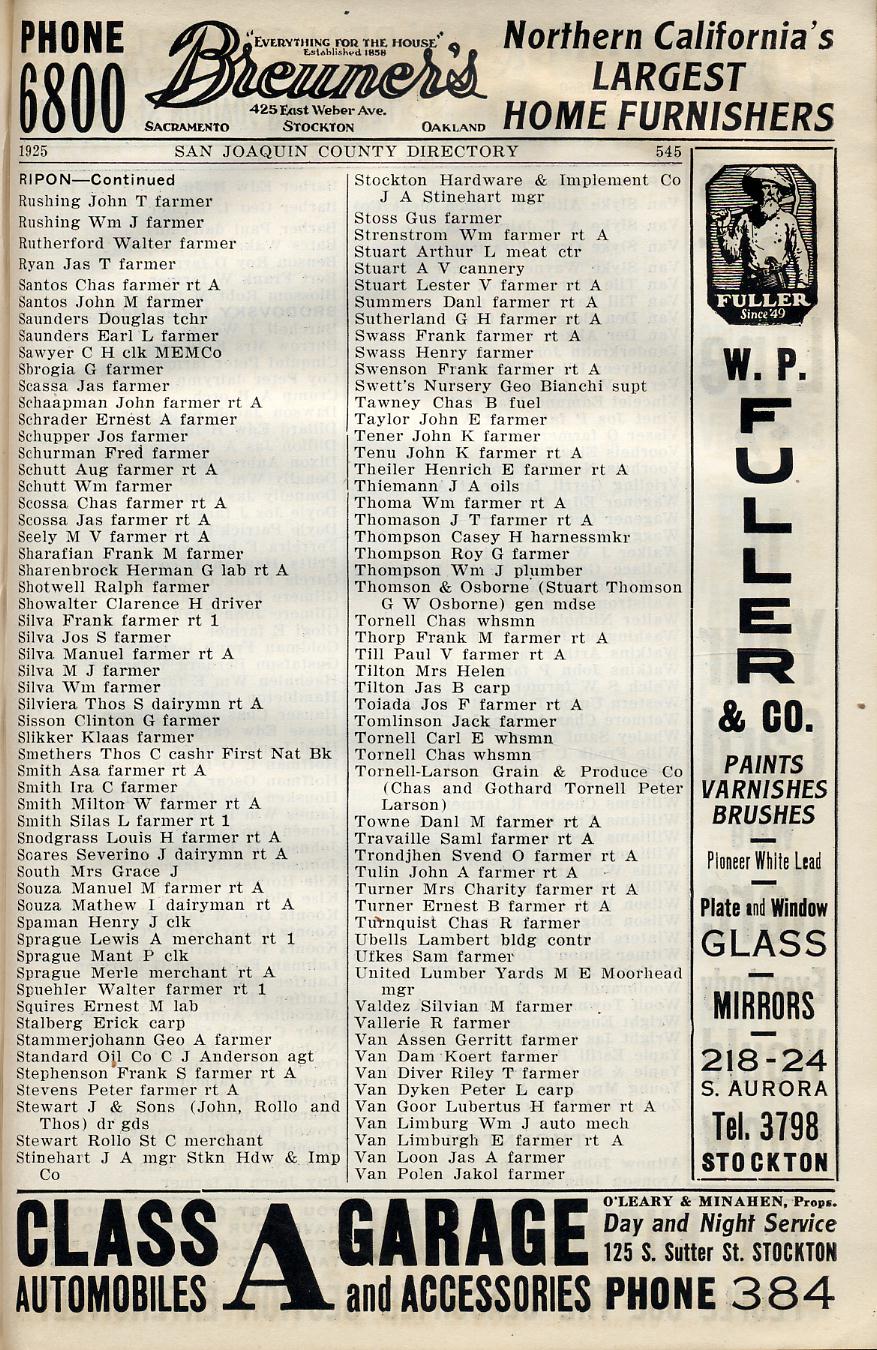 PHONE
6800
"EVERYTHING FOR THE HOUSE"
Established 1858
Breuner's
425 East Weber Ave.
SACRAMENTO STOCKTON OAKLAND
Northern California's
LARGEST
HOME FURNISHERS
1925 SAN JOAQUIN COUNTY DIRECTORY 545
RIPON—Continued
Rushing John T farmer
Rushing Wm J farmer
Rutherford Walter farmer
Ryan Jas T farmer
Santos Chas farmer rt A
Santos John M farmer
Saunders Douglas tchr
Saunders Earl L farmer
Sawyer C H clk MEMCo
Sbrogia G farmer
Scassa Jas farmer
Schaapman John farmer rt A
Schrader Ernest A farmer
Schupper Jos farmer
Schurman Fred farmer
Schutt Aug farmer rt A
Schutt Wm farmer
Scossa Chas farmer rt A
Scossa Jas farmer rt A
Seely M V farmer rt A
Sharafian Frank M farmer
Sharenbrock Herman G lab rt A
Shotwell Ralph farmer
Showalter Clarence H driver
Silva Frank farmer rt 1
Silva Jos S farmer
Silva Manuel farmer rt A
Silva M J farmer
Silva Wm farmer
Silviera Thos S dairymn rt A
Sisson Clinton G farmer
Slikker Klaas farmer
Smethers Thos C cashr First Nat Bk
Smith Asa farmer rt A
Smith Ira C farmer
Smith Milton W farmer rt A
Smith Silas L farmer rt 1
Snodgrass Louis H farmer rt A
Scares Severino J dairymn rt A
South Mrs Grace J
Souza Manuel M farmer rt A
Souza Mathew I dairyman rt A
Spaman Henry J clk
Sprague Lewis A merchant rt 1
Sprague Mant P clk
Sprague Merle merchant rt A
Spuehler Walter farmer rt 1
Squires Ernest M lab
Stalberg Erick carp
Stammerjohann Geo A farmer
Standard Oil Co C J Anderson agt
Stephenson Frank S farmer rt A
Stevens Peter farmer rt A
Stewart J & Sons (John, Rollo and
Thos) dr gds
Stewart Rollo St C merchant
Stinehart J A mgr Stkn Hdw & Imp
Co
Stockton Hardware & Implement Co
J A Stinehart mgr
Stoss Gus farmer
Strenstrom Wm farmer rt A
Stuart Arthur L meat ctr
Stuart A V cannery
Stuart Lester V farmer rt A
Summers Danl farmer rt A
Sutherland G H farmer rt A
Swass Frank farmer rt A
Swass Henry farmer
Swenson Frank farmer rt A
Swett's Nursery Geo Bianchi supt
Tawney Chas B fuel
Taylor John E farmer
Tener John K farmer
Tenu John K farmer rt A
Theiler Henrich E farmer rt A
Thiemann J A oils
Thoma Wm farmer rt A
Thomason J T farmer rt A
Thompson Casey H harnessmkr
Thompson Roy G farmer
Thompson Wm J plumber
Thomson & Osborne (Stuart Thomson
G W Osborne) gen mdse
Tornell Chas whsmn
Thorp Frank M farmer rt A
Till Paul V farmer rt A
Tilton Mrs Helen
Tilton Jas B carp
Toiada Jos F farmer rt A
Tomlinson Jack farmer
Tornell Carl E whsmn
Tornell Chas whsmn
Tornell-Larson Grain & Produce Co
(Chas and Gothard Tornell Peter
Larson)
Towne Danl M farmer rt A
Travaille Saml farmer rt A
Trondjhen Svend O farmer rt A
Tulin John A farmer rt A
Turner Mrs Charity farmer rt A
Turner Ernest B farmer rt A
Turnquist Chas R farmer
Ubells Lambert bldg contr
Ufkes Sam farmer
United Lumber Yards M E Moorhead
mgr
Valdez Silvian M farmer
Vallerie R farmer
Van Assen Gerritt farmer
Van Dam Koert farmer
Van Diver Riley T farmer
Van Dyken Peter L carp
Van Goor Lubertus H farmer rt A
Van Limburg Wm J auto mech
Van Limburgh E farmer rt A
Van Loon Jas A farmer
Van Polen Jakol farmer
FULLER
Since '49
W. P.
FULLER
& CO.
PAINTS
VARNISHES
BRUSHES
Pioneer White Lead
Plate and Window
GLASS
MIRRORS
218-24
S. AURORA
Tel. 3798
STOCKTON
CLASS A GARAGE
AUTOMOBILES and ACCESSORIES
O'LEARY & MINAHEN, Props.
Day and Night Service
125 S. Sutter St. STOCKTON
PHONE 384